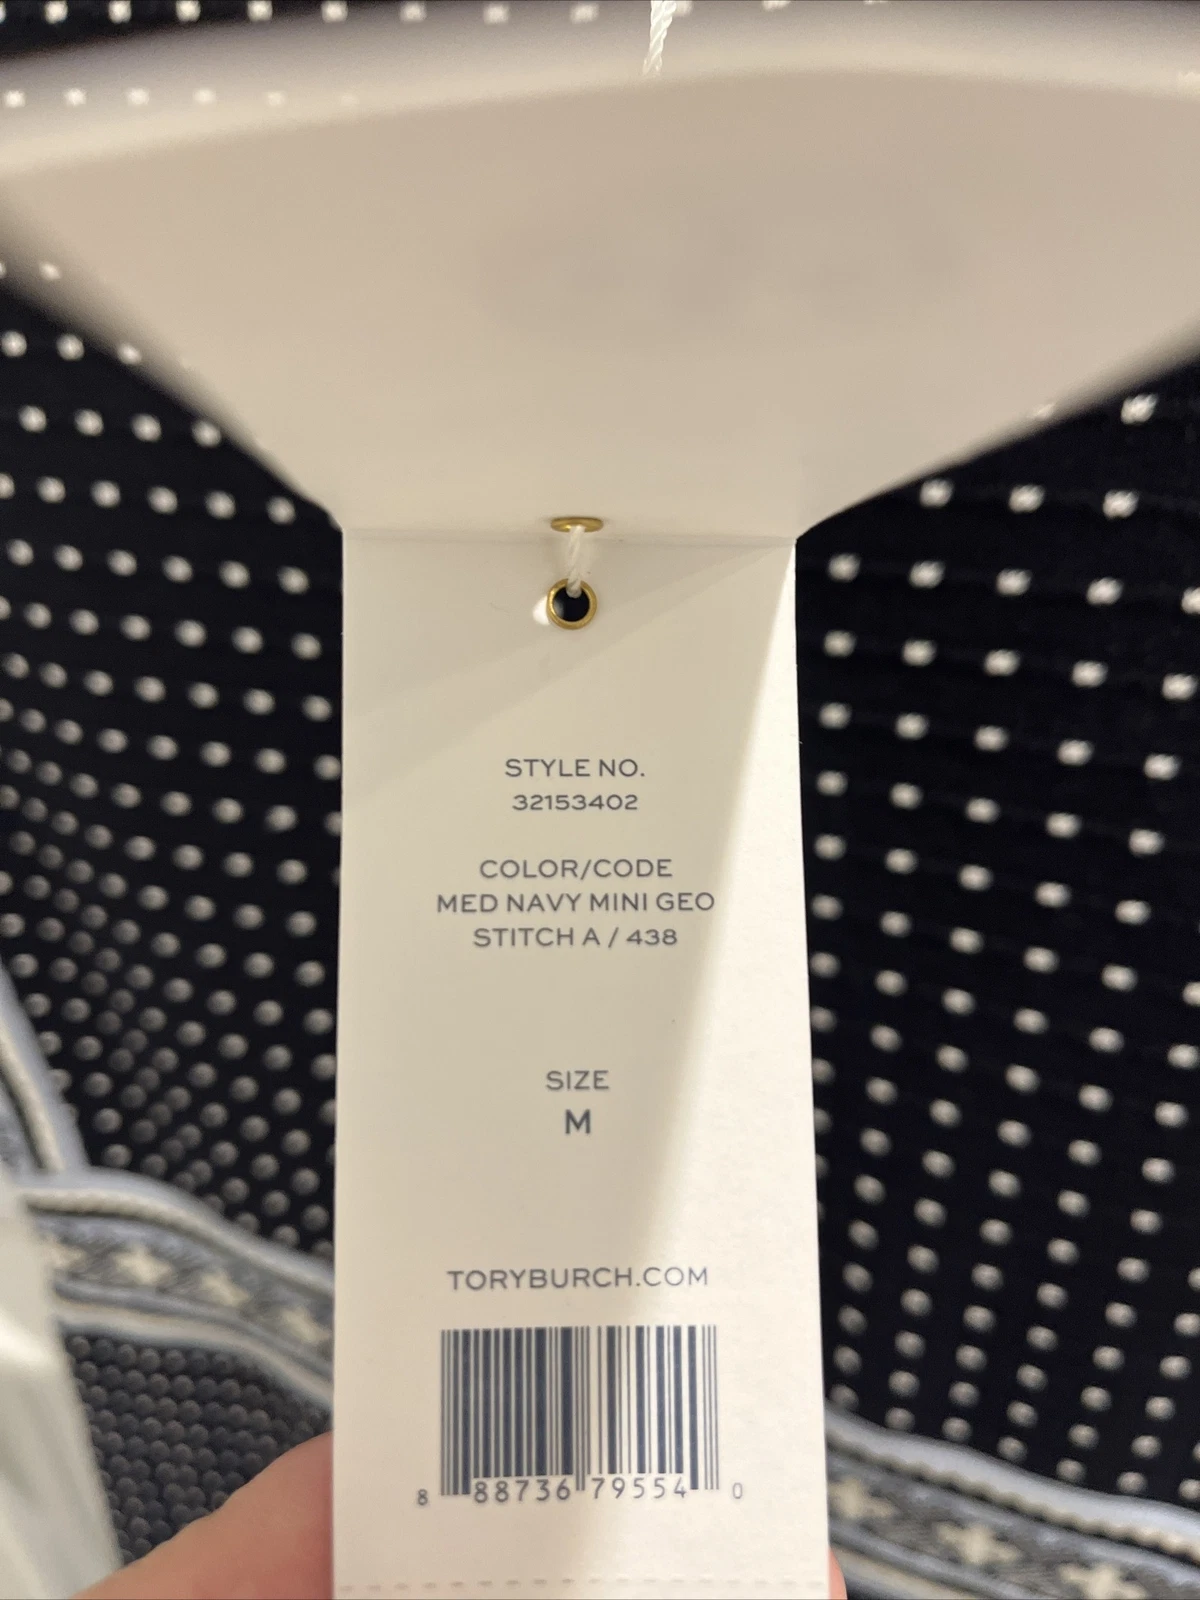 STYLE NO.
32153402
COLOR/CODE
MED NAVY MINI GEO
STITCH A / 438
SIZE
M
TORYBURCH.COM
8 88736 79554 0